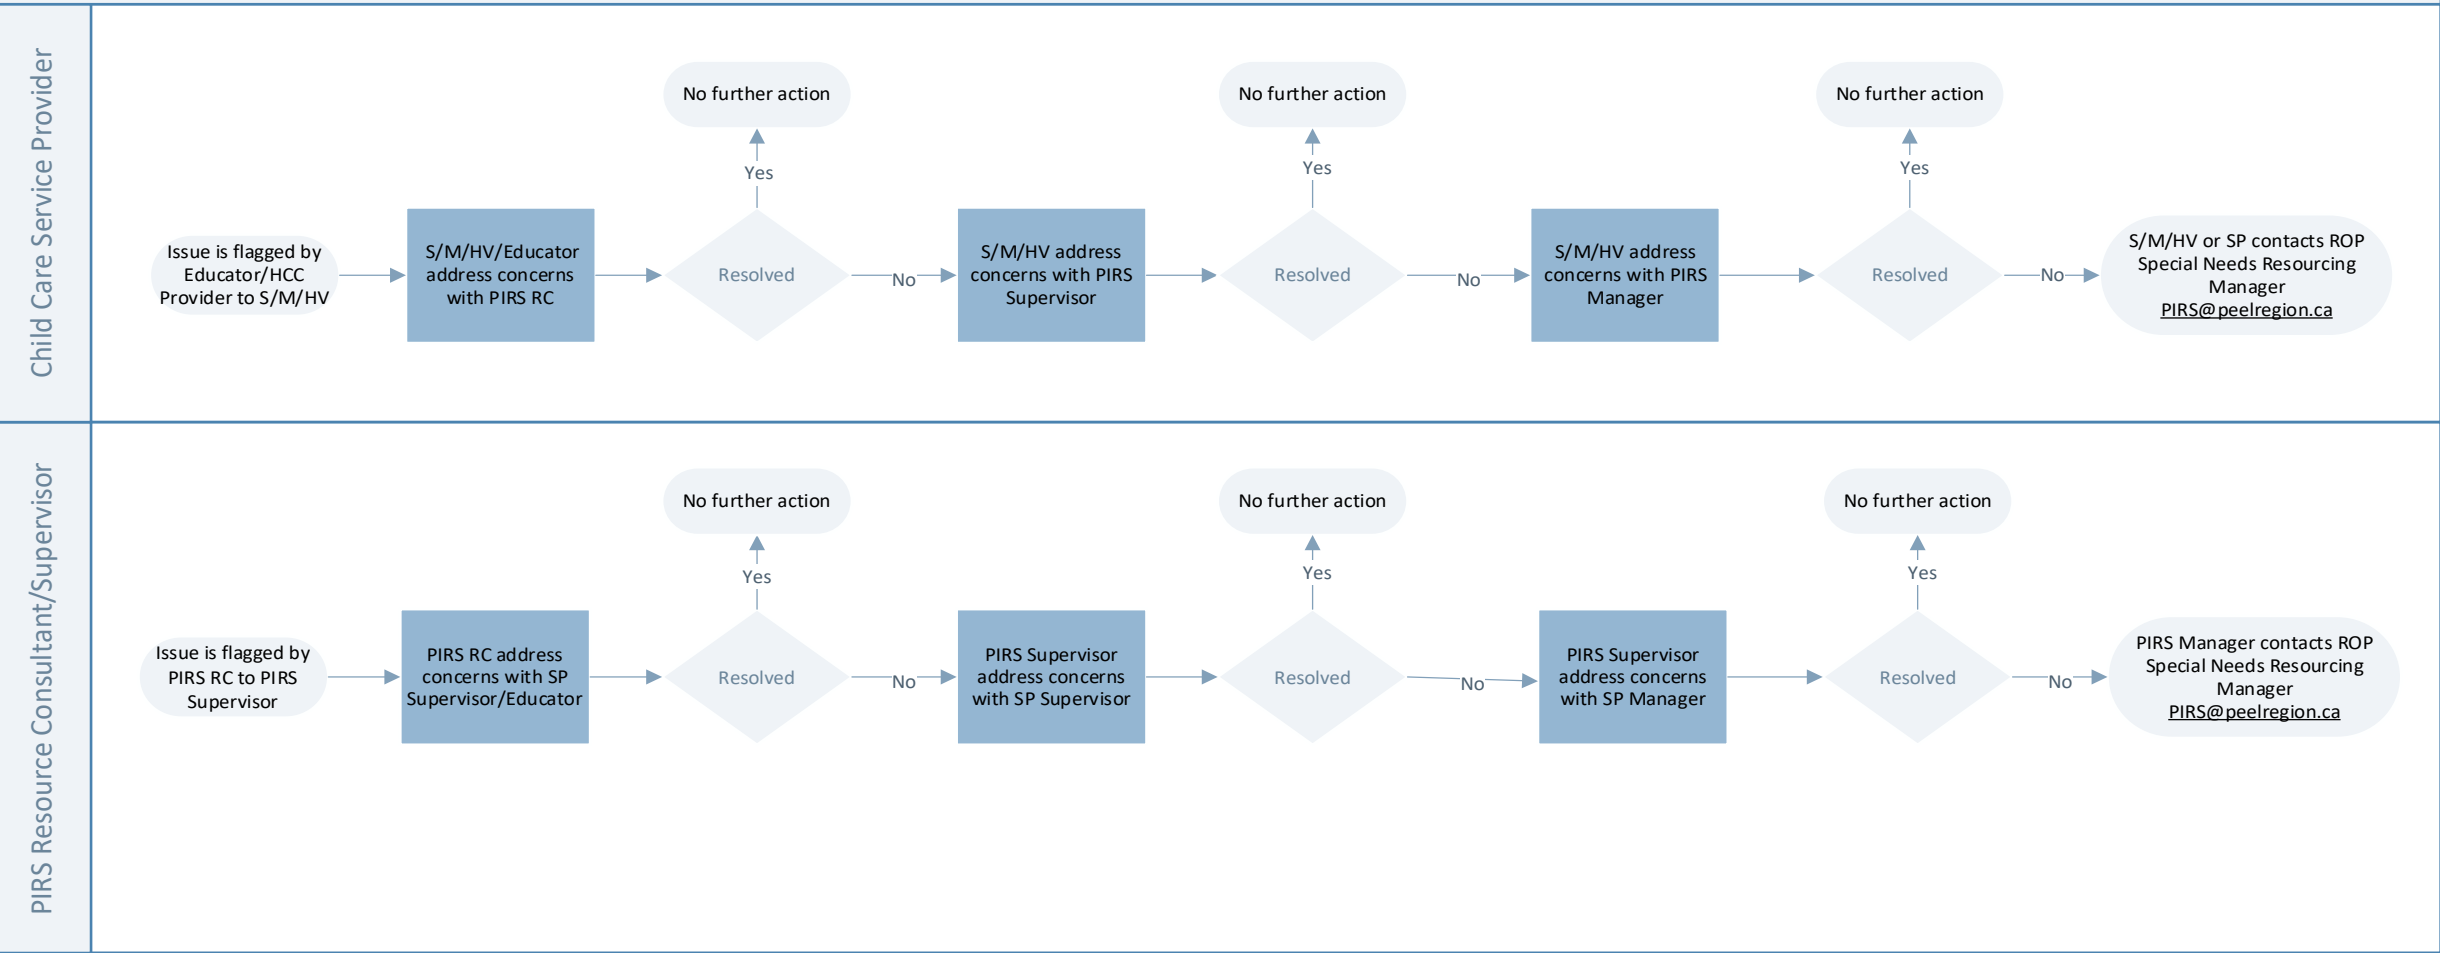 Child Care Service Provider
No further action
No further action
No further action
Yes
Yes
Yes
Issue is flagged by
Educator/HCC
Provider to S/M/HV
S/M/HV/Educator
address concerns
with PIRS RC
Resolved
No
S/M/HV address
concerns with PIRS
Supervisor
Resolved
No
S/M/HV address
concerns with PIRS
Manager
Resolved
No
S/M/HV or SP contacts ROP
Special Needs Resourcing
Manager
PIRS@peelregion.ca
PIRS Resource Consultant/Supervisor
No further action
No further action
No further action
Yes
Yes
Yes
Issue is flagged by
PIRS RC to PIRS
Supervisor
PIRS RC address
concerns with SP
Supervisor/Educator
Resolved
No
PIRS Supervisor
address concerns
with SP Supervisor
Resolved
No
PIRS Supervisor
address concerns
with SP Manager
Resolved
No
PIRS Manager contacts ROP
Special Needs Resourcing
Manager
PIRS@peelregion.ca